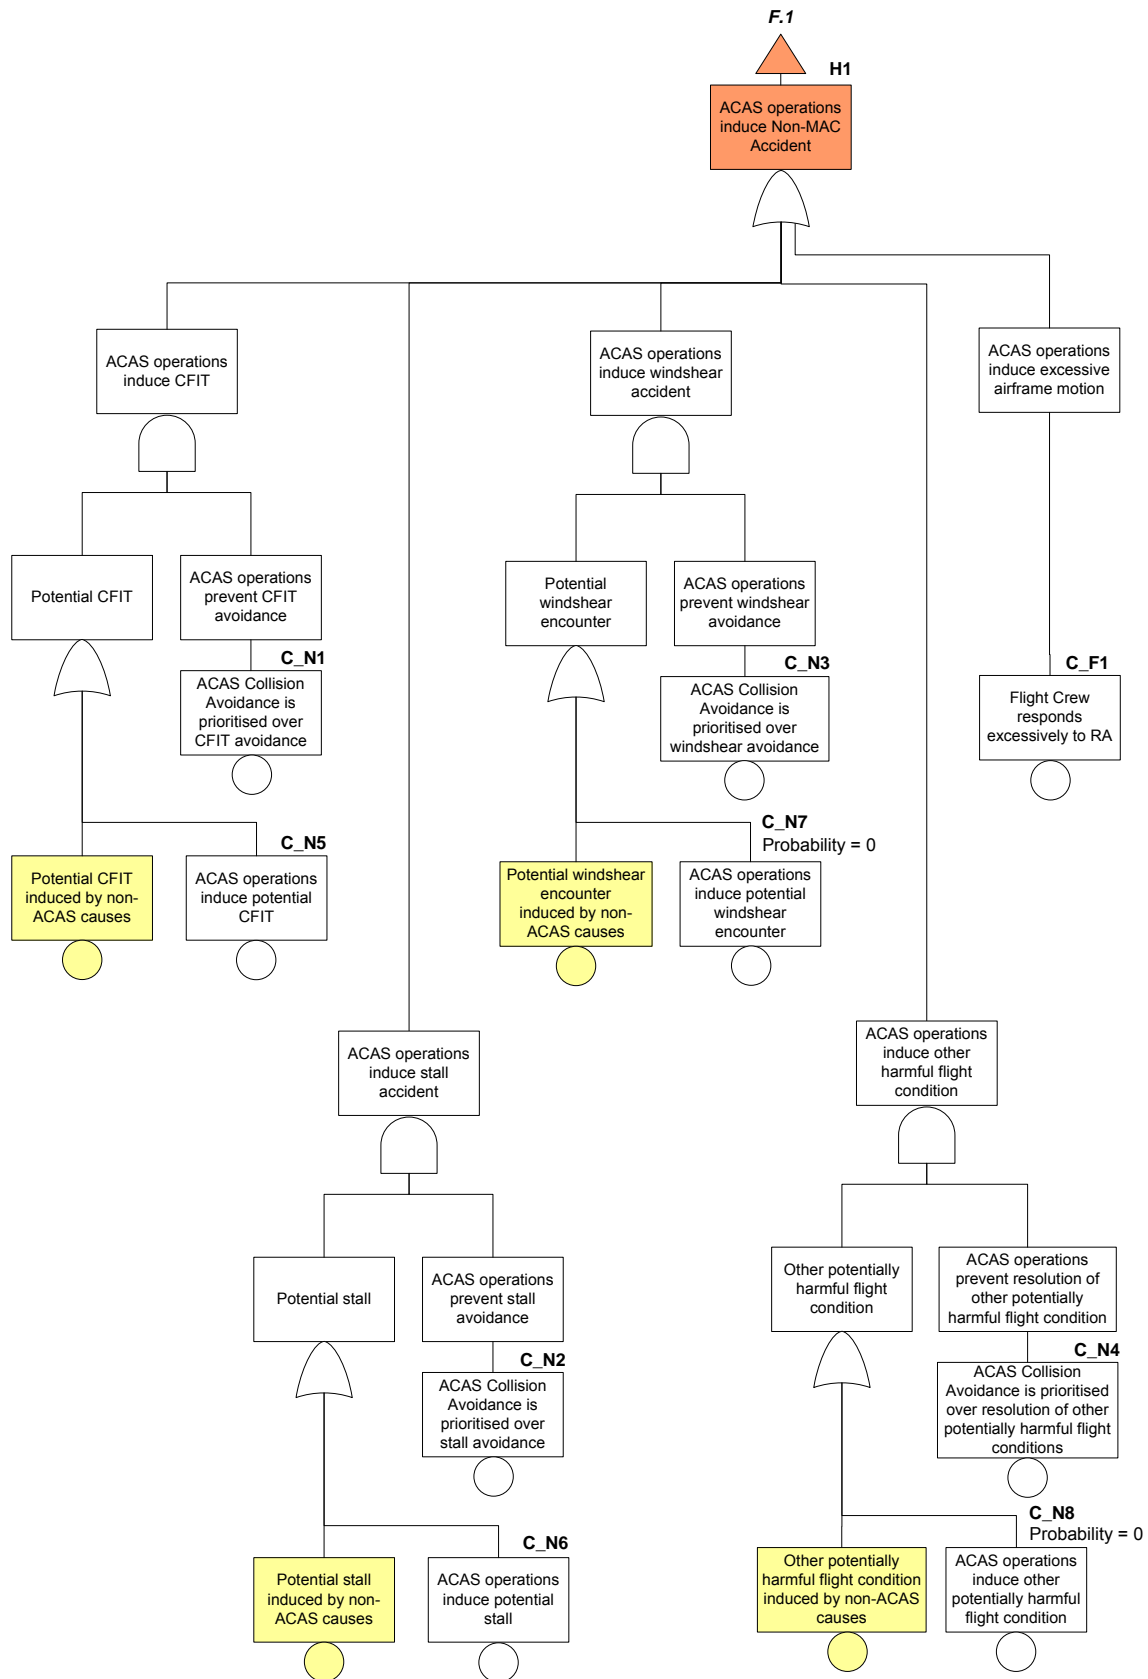 F.1
H1
ACAS operations
induce Non-MAC
Accident
ACAS operations
induce CFIT
ACAS operations
induce windshear
accident
ACAS operations
induce excessive
airframe motion
Potential CFIT
ACAS operations
prevent CFIT
avoidance
Potential
windshear
encounter
ACAS operations
prevent windshear
avoidance
C_N1
ACAS Collision
Avoidance is
prioritised over
CFIT avoidance
C_N3
ACAS Collision
Avoidance is
prioritised over
windshear avoidance
C_F1
Flight Crew
responds
excessively to RA
C_N5
Potential CFIT
induced by non-
ACAS causes
ACAS operations
induce potential
CFIT
C_N7
Probability = 0
Potential windshear
encounter
induced by non-
ACAS causes
ACAS operations
induce potential
windshear
encounter
ACAS operations
induce stall
accident
ACAS operations
induce other
harmful flight
condition
Potential stall
ACAS operations
prevent stall
avoidance
Other potentially
harmful flight
condition
ACAS operations
prevent resolution of
other potentially
harmful flight condition
C_N2
ACAS Collision
Avoidance is
prioritised over
stall avoidance
C_N4
ACAS Collision
Avoidance is prioritised
over resolution of other
potentially harmful flight
conditions
C_N6
Potential stall
induced by non-
ACAS causes
ACAS operations
induce potential
stall
C_N8
Probability = 0
Other potentially
harmful flight condition
induced by non-ACAS
causes
ACAS operations
induce other
potentially harmful
flight condition